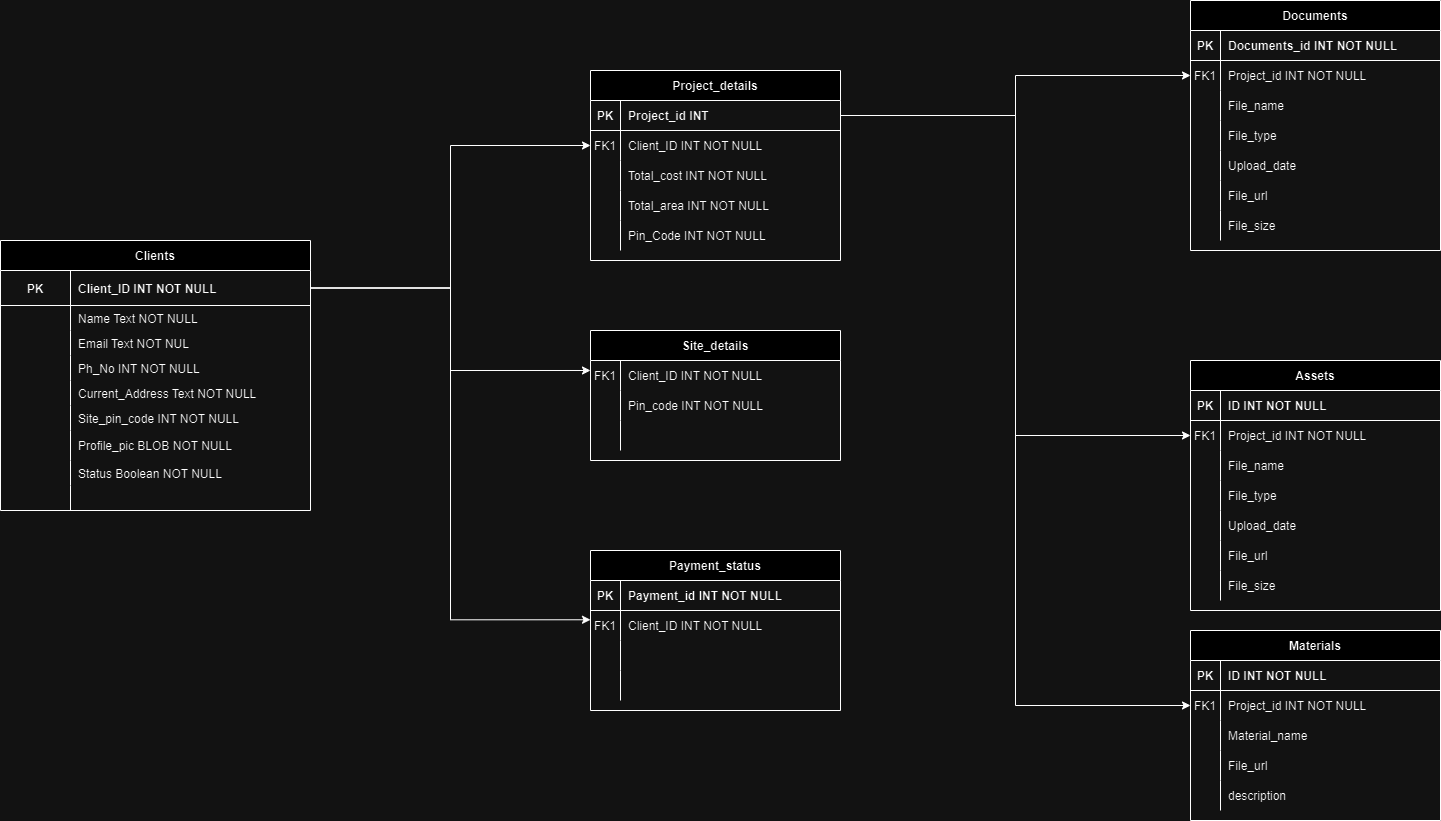 Clients
PK Client_ID INT NOT NULL
Name Text NOT NULL
Email Text NOT NUL
Ph_No INT NOT NULL
Current_Address Text NOT NULL
Site_pin_code INT NOT NULL
Profile_pic BLOB NOT NULL
Status Boolean NOT NULL
Project_details
PK Project_id INT
FK1 Client_ID INT NOT NULL
Total_cost INT NOT NULL
Total_area INT NOT NULL
Pin_Code INT NOT NULL
Site_details
FK1 Client_ID INT NOT NULL
Pin_code INT NOT NULL
Payment_status
PK Payment_id INT NOT NULL
FK1 Client_ID INT NOT NULL
Documents
PK Documents_id INT NOT NULL
FK1 Project_id INT NOT NULL
File_name
File_type
Upload_date
File_url
File_size
Assets
PK ID INT NOT NULL
FK1 Project_id INT NOT NULL
File_name
File_type
Upload_date
File_url
File_size
Materials
PK ID INT NOT NULL
FK1 Project_id INT NOT NULL
Material_name
File_url
description